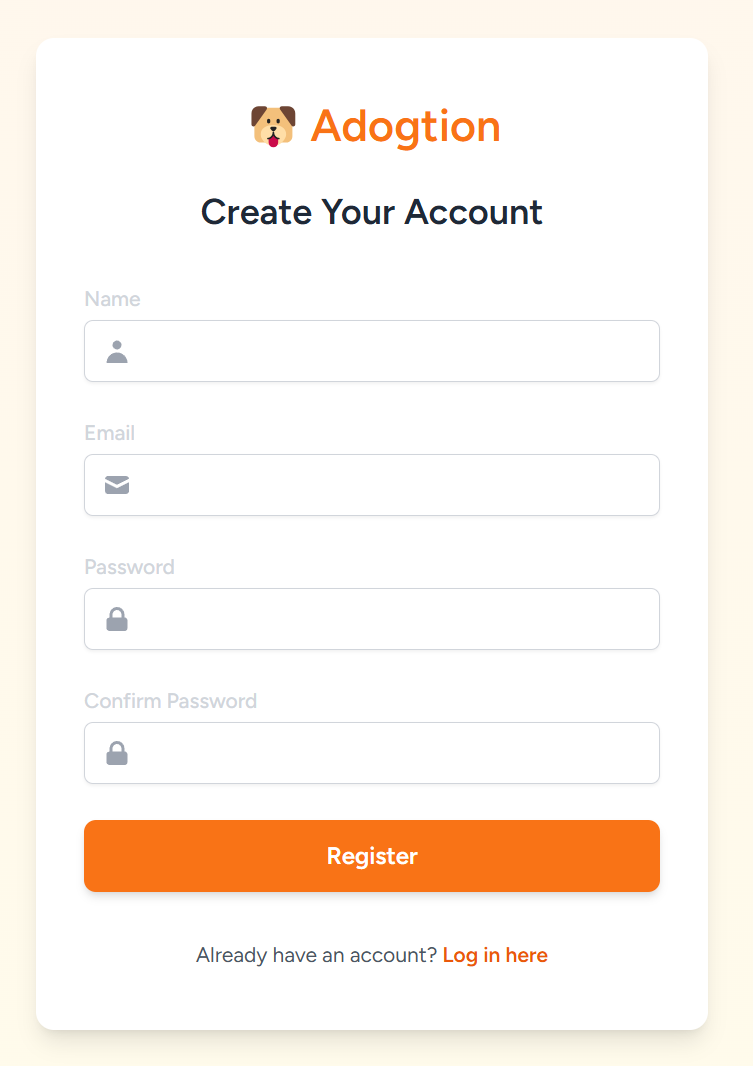 Adogtion
Create Your Account
Name
Email
Password
Confirm Password
Register
Already have an account? Log in here